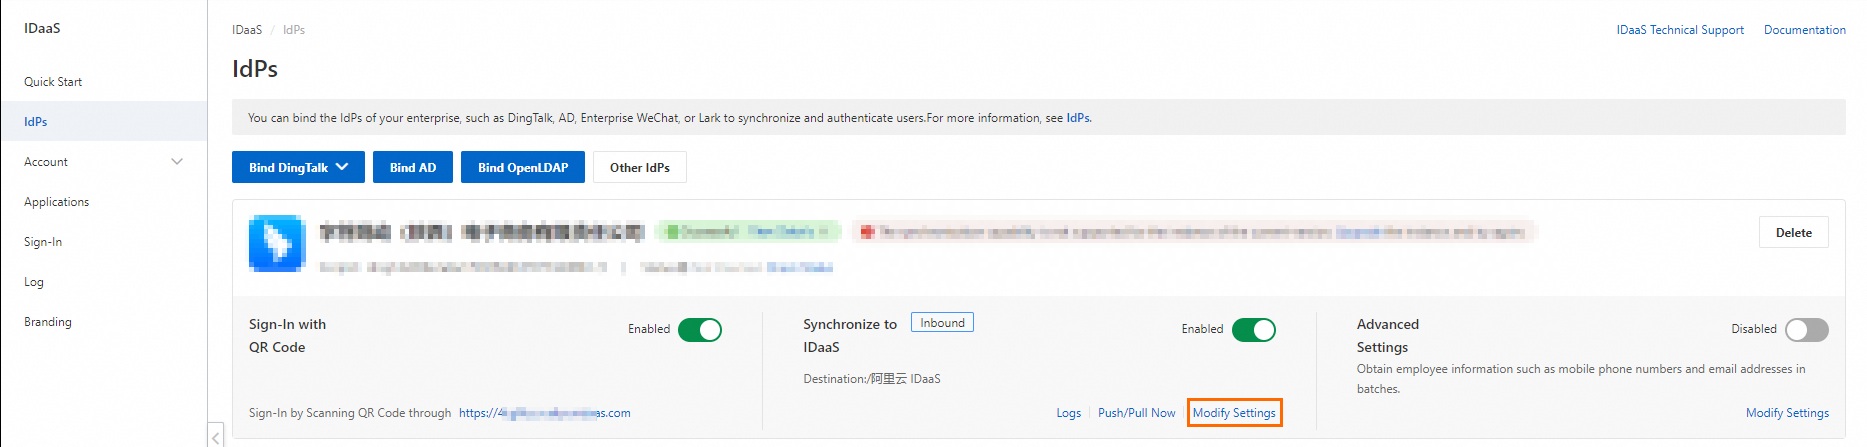 IDaaS
Quick Start
IdPs
Account
Applications
Sign-In
Log
Branding
IDaaS / IdPs
IDaaS Technical Support Documentation
IdPs
You can bind the IdPs of your enterprise, such as DingTalk, AD, Enterprise WeChat, or Lark to synchronize and authenticate users.For more information, see IdPs.
Bind DingTalk Bind AD Bind OpenLDAP Other IdPs
Delete
Sign-In with
QR Code
Enabled
Sign-In by Scanning QR Code through https://4
as.com
Synchronize to
IDaaS
Inbound
Enabled
Destination:/阿里云 IDaaS
Logs Push/Pull Now Modify Settings
Advanced
Settings
Disabled
Obtain employee information such as mobile phone numbers and email addresses in
batches.
Modify Settings